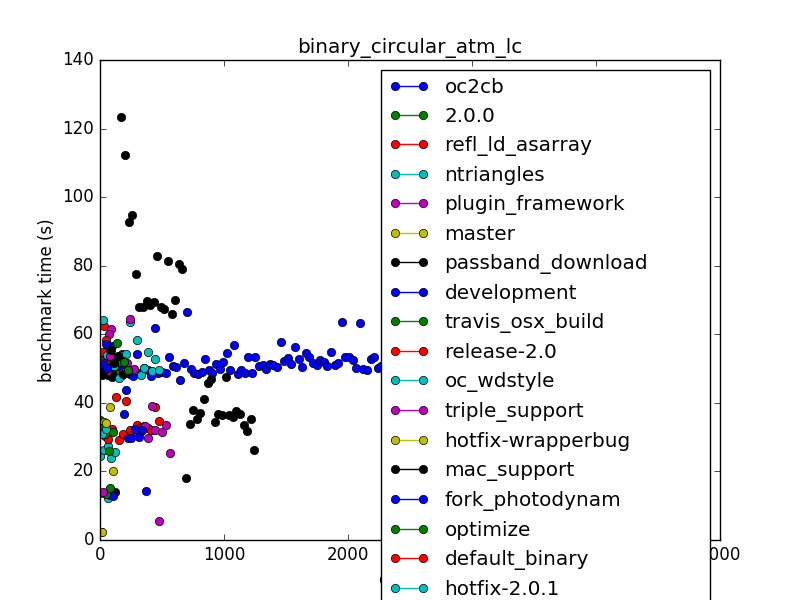 binary_circular_atm_lc
benchmark time (s)
140
120
100
80
60
40
20
0
0
1000
2000
000
oc2cb
2.0.0
refl_ld_asarray
ntriangles
plugin_framework
master
passband_download
development
travis_osx_build
release-2.0
oc_wdstyle
triple_support
hotfix-wrapperbug
mac_support
fork_photodynam
optimize
default_binary
hotfix-2.0.1